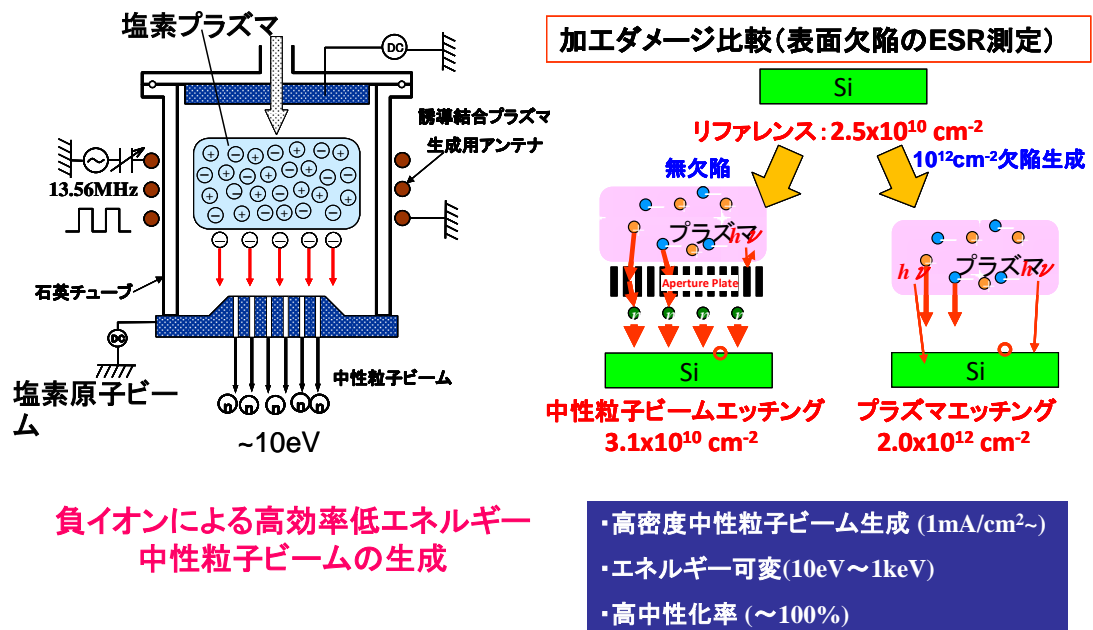 塩素プラズマ
DC
誘導結合プラズマ
生成用アンテナ
13.56MHz
石英チューブ
DC
塩素原子ビー
ム
中性粒子ビーム
n n n n n
~10eV
負イオンによる高効率低エネルギー
中性粒子ビームの生成
加工ダメージ比較(表面欠陥のESR測定)
Si
リファレンス:2.5x10¹⁰ cm⁻²
無欠陥
10¹²cm⁻²欠陥生成
プラズマ
hν
Aperture Plate
n n n n
Si
中性粒子ビームエッチング
3.1x10¹⁰ cm⁻²
プラズマ
hν
hν
Si
プラズマエッチング
2.0x10¹² cm⁻²
・高密度中性粒子ビーム生成 (1mA/cm²~)
・エネルギー可変(10eV～1keV)
・高中性化率 (～100%)